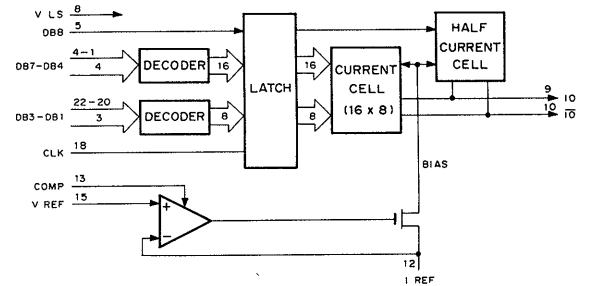 V LS 8
DB8 5
DB7-DB4 4-1
4
DECODER
16
DB3-DB1 22-20
3
DECODER
8
CLK 18
LATCH
16
8
CURRENT
CELL
(16 x 8)
HALF
CURRENT
CELL
9 IO
10 IO
BIAS
COMP 13
V REF 15
+
−
12
I REF